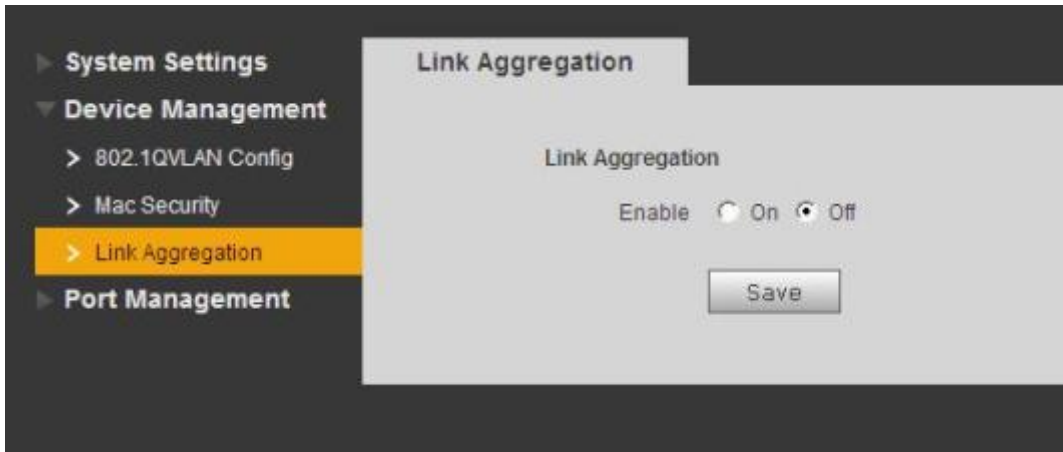 System Settings
Device Management
802.1QVLAN Config
Mac Security
Link Aggregation
Port Management
Link Aggregation
Link Aggregation
Enable On Off
Save